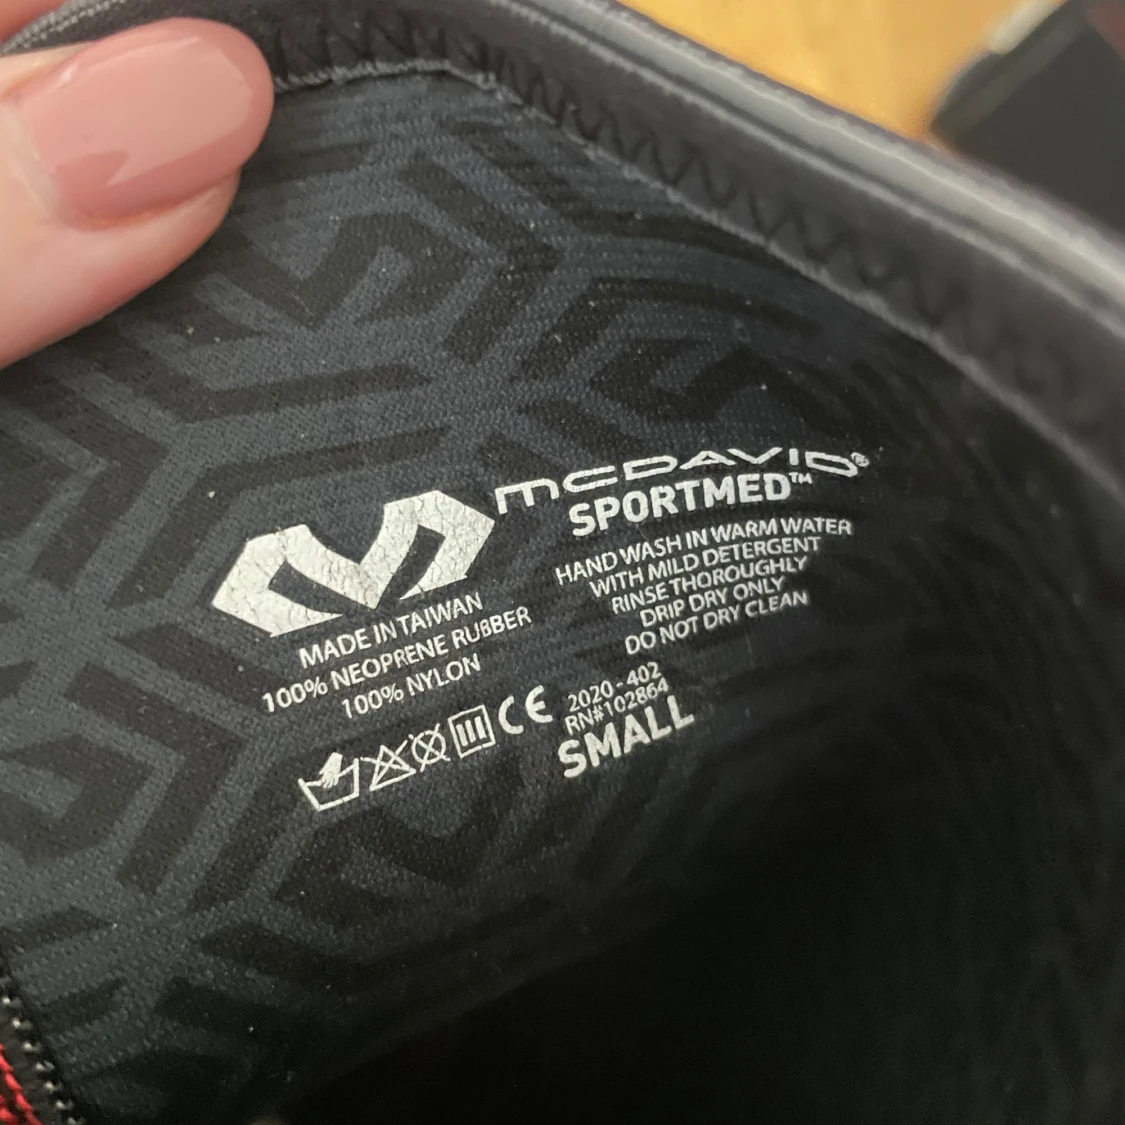 mcDAVID®
SPORTMED™
HAND WASH IN WARM WATER
WITH MILD DETERGENT
RINSE THOROUGHLY
DRIP DRY ONLY
DO NOT DRY CLEAN
MADE IN TAIWAN
100% NEOPRENE RUBBER
100% NYLON
CE
2020-402
RN#102864
SMALL